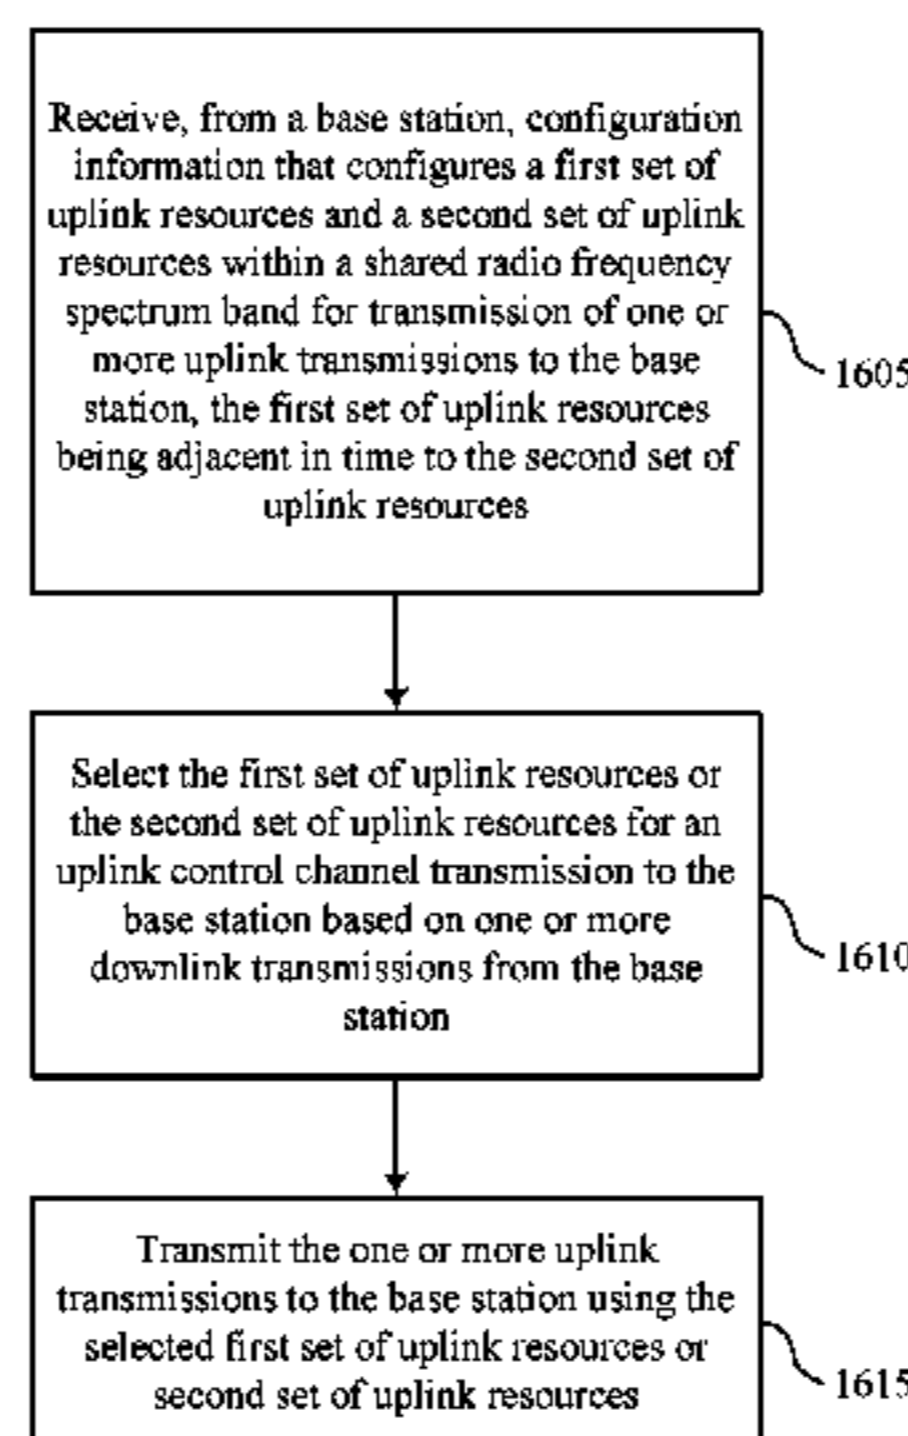 Receive, from a base station, configuration
information that configures a first set of
uplink resources and a second set of uplink
resources within a shared radio frequency
spectrum band for transmission of one or
more uplink transmissions to the base
station, the first set of uplink resources
being adjacent in time to the second set of
uplink resources
1605
Select the first set of uplink resources or
the second set of uplink resources for an
uplink control channel transmission to the
base station based on one or more
downlink transmissions from the base
station
1610
Transmit the one or more uplink
transmissions to the base station using the
selected first set of uplink resources or
second set of uplink resources
1615